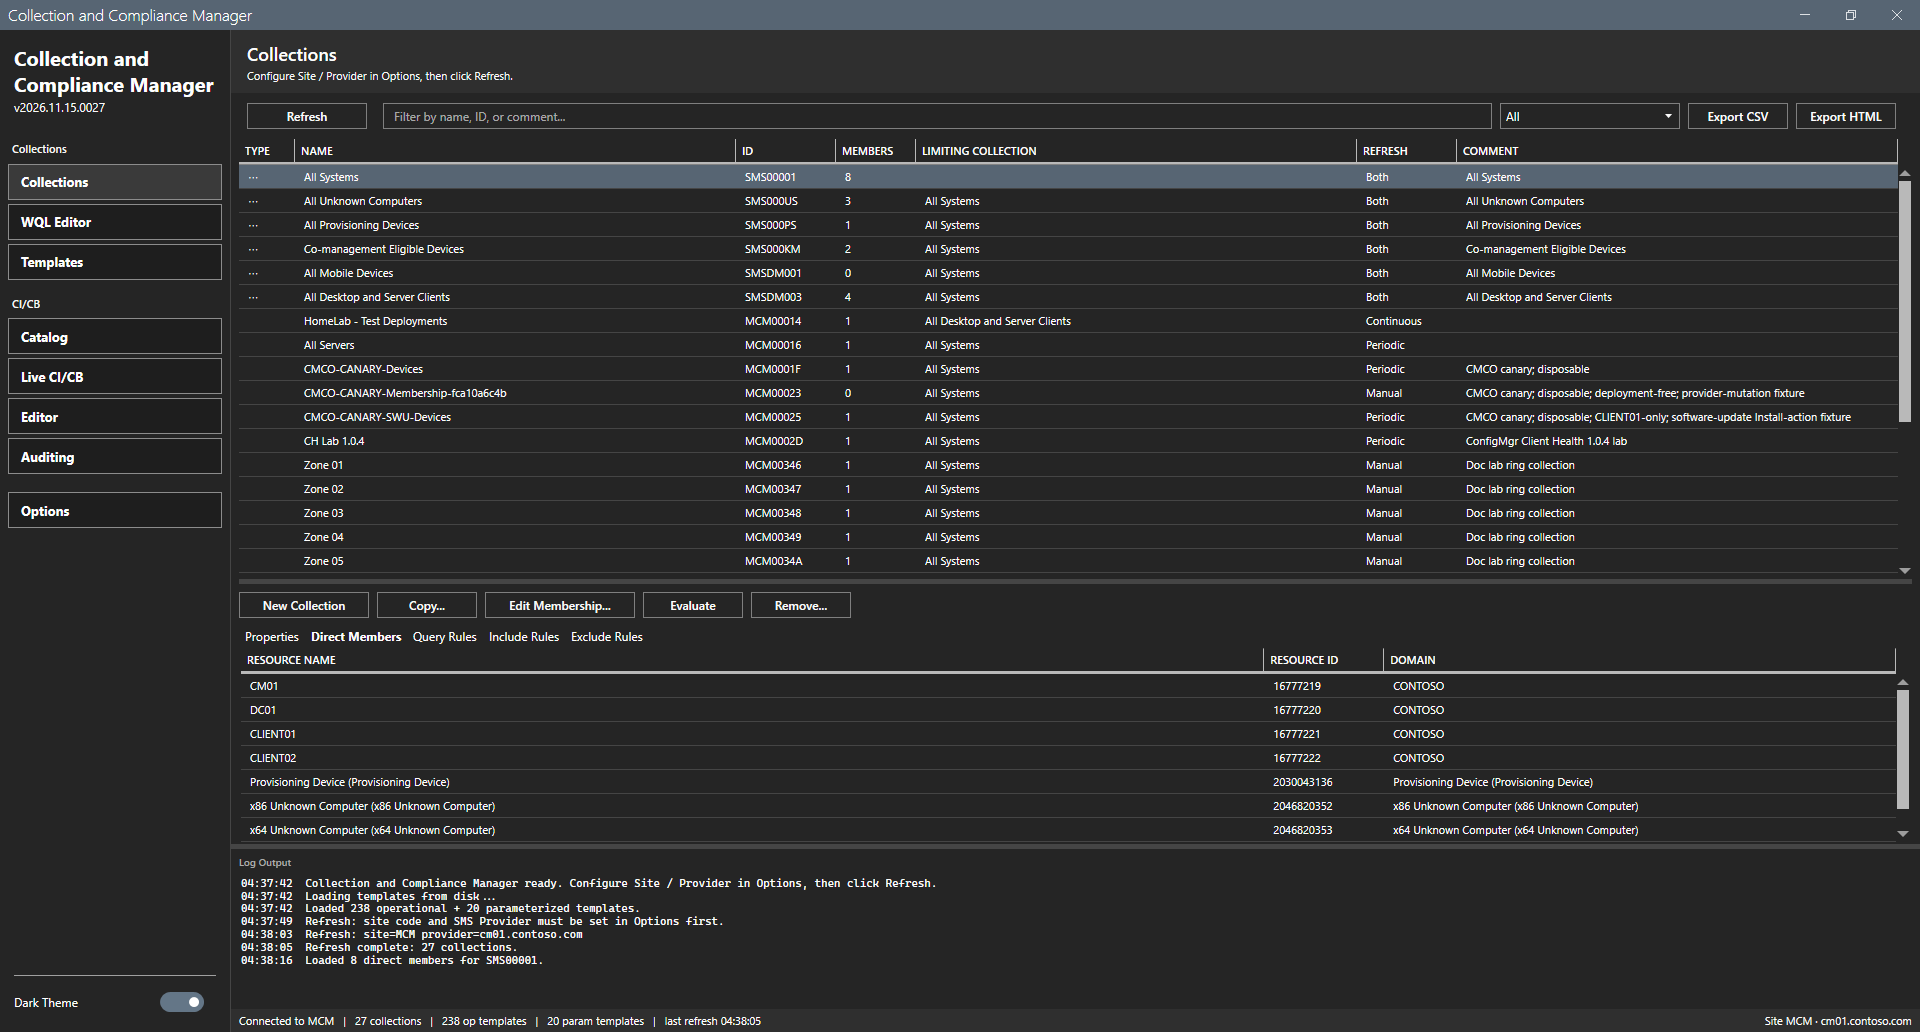 Collection and Compliance Manager
Collection and
Compliance Manager
v2026.11.15.0027
Collections
Collections
WQL Editor
Templates
CI/CB
Catalog
Live CI/CB
Editor
Auditing
Options
Dark Theme
Collections
Configure Site / Provider in Options, then click Refresh.
Refresh
Filter by name, ID, or comment...
All
Export CSV
Export HTML
TYPE NAME ID MEMBERS LIMITING COLLECTION REFRESH COMMENT
... All Systems SMS00001 8 Both All Systems
... All Unknown Computers SMS000US 3 All Systems Both All Unknown Computers
... All Provisioning Devices SMS000PS 1 All Systems Both All Provisioning Devices
... Co-management Eligible Devices SMS000KM 2 All Systems Both Co-management Eligible Devices
... All Mobile Devices SMSDM001 0 All Systems Both All Mobile Devices
... All Desktop and Server Clients SMSDM003 4 All Systems Both All Desktop and Server Clients
HomeLab - Test Deployments MCM00014 1 All Desktop and Server Clients Continuous
All Servers MCM00016 1 All Systems Periodic
CMCO-CANARY-Devices MCM0001F 1 All Systems Periodic CMCO canary; disposable
CMCO-CANARY-Membership-fca10a6c4b MCM00023 0 All Systems Manual CMCO canary; disposable; deployment-free; provider-mutation fixture
CMCO-CANARY-SWU-Devices MCM00025 1 All Systems Periodic CMCO canary; disposable; CLIENT01-only; software-update Install-action fixture
CH Lab 1.0.4 MCM0002D 1 All Systems Periodic ConfigMgr Client Health 1.0.4 lab
Zone 01 MCM00346 1 All Systems Manual Doc lab ring collection
Zone 02 MCM00347 1 All Systems Manual Doc lab ring collection
Zone 03 MCM00348 1 All Systems Manual Doc lab ring collection
Zone 04 MCM00349 1 All Systems Manual Doc lab ring collection
Zone 05 MCM0034A 1 All Systems Manual Doc lab ring collection
New Collection Copy... Edit Membership... Evaluate Remove...
Properties Direct Members Query Rules Include Rules Exclude Rules
RESOURCE NAME RESOURCE ID DOMAIN
CM01 16777219 CONTOSO
DC01 16777220 CONTOSO
CLIENT01 16777221 CONTOSO
CLIENT02 16777222 CONTOSO
Provisioning Device (Provisioning Device) 2030043136 Provisioning Device (Provisioning Device)
x86 Unknown Computer (x86 Unknown Computer) 2046820352 x86 Unknown Computer (x86 Unknown Computer)
x64 Unknown Computer (x64 Unknown Computer) 2046820353 x64 Unknown Computer (x64 Unknown Computer)
Log Output
04:37:42 Collection and Compliance Manager ready. Configure Site / Provider in Options, then click Refresh.
04:37:42 Loading templates from disk...
04:37:42 Loaded 238 operational + 20 parameterized templates.
04:37:49 Refresh: site code and SMS Provider must be set in Options first.
04:38:03 Refresh: site=MCM provider=cm01.contoso.com
04:38:05 Refresh complete: 27 collections.
04:38:16 Loaded 8 direct members for SMS00001.
Connected to MCM | 27 collections | 238 op templates | 20 param templates | last refresh 04:38:05
Site MCM · cm01.contoso.com